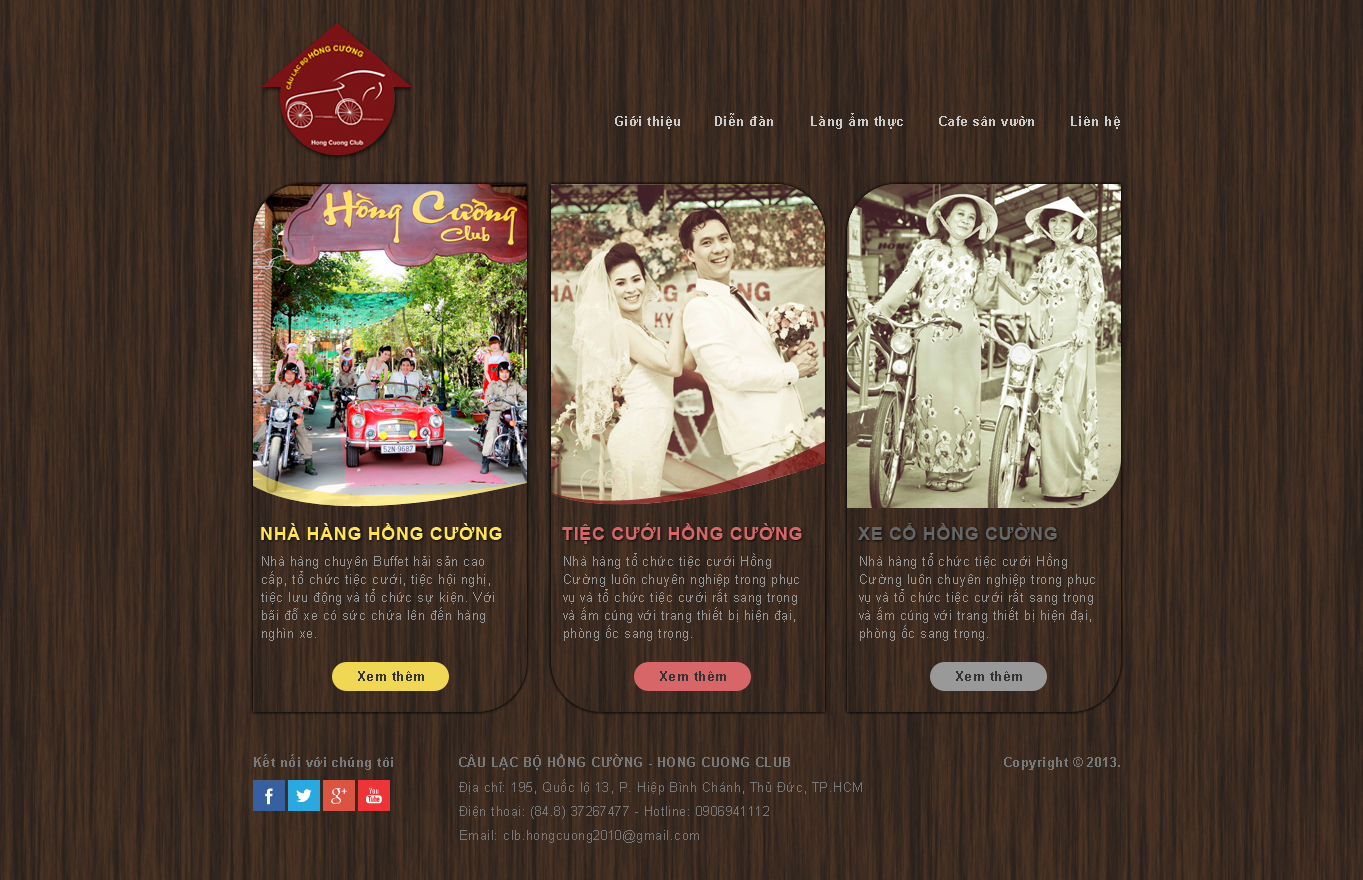 CÂU LẠC BỘ HỒNG CƯỜNG
Hong Cuong Club
Giới thiệu
Diễn đàn
Làng ẩm thực
Cafe sân vườn
Liên hệ
Hồng Cường
Club
52N-9687
KỲ
NHÀ HÀNG HỒNG CƯỜNG
Nhà hàng chuyên Buffet hải sản cao
cấp, tổ chức tiệc cưới, tiệc hội nghị,
tiệc lưu động và tổ chức sự kiện. Với
bãi đỗ xe có sức chứa lên đến hàng
nghìn xe.
Xem thêm
TIỆC CƯỚI HỒNG CƯỜNG
Nhà hàng tổ chức tiệc cưới Hồng
Cường luôn chuyên nghiệp trong phục
vụ và tổ chức tiệc cưới rất sang trọng
và ấm cúng với trang thiết bị hiện đại,
phòng ốc sang trọng.
Xem thêm
XE CỔ HỒNG CƯỜNG
Nhà hàng tổ chức tiệc cưới Hồng
Cường luôn chuyên nghiệp trong phục
vụ và tổ chức tiệc cưới rất sang trọng
và ấm cúng với trang thiết bị hiện đại,
phòng ốc sang trọng.
Xem thêm
Kết nối với chúng tôi
f
g+
You Tube
CÂU LẠC BỘ HỒNG CƯỜNG - HONG CUONG CLUB
Địa chỉ: 195, Quốc lộ 13, P. Hiệp Bình Chánh, Thủ Đức, TP.HCM
Điện thoại: (84.8) 37267477 - Hotline: 0906941112
Email: clb.hongcuong2010@gmail.com
Copyright © 2013.